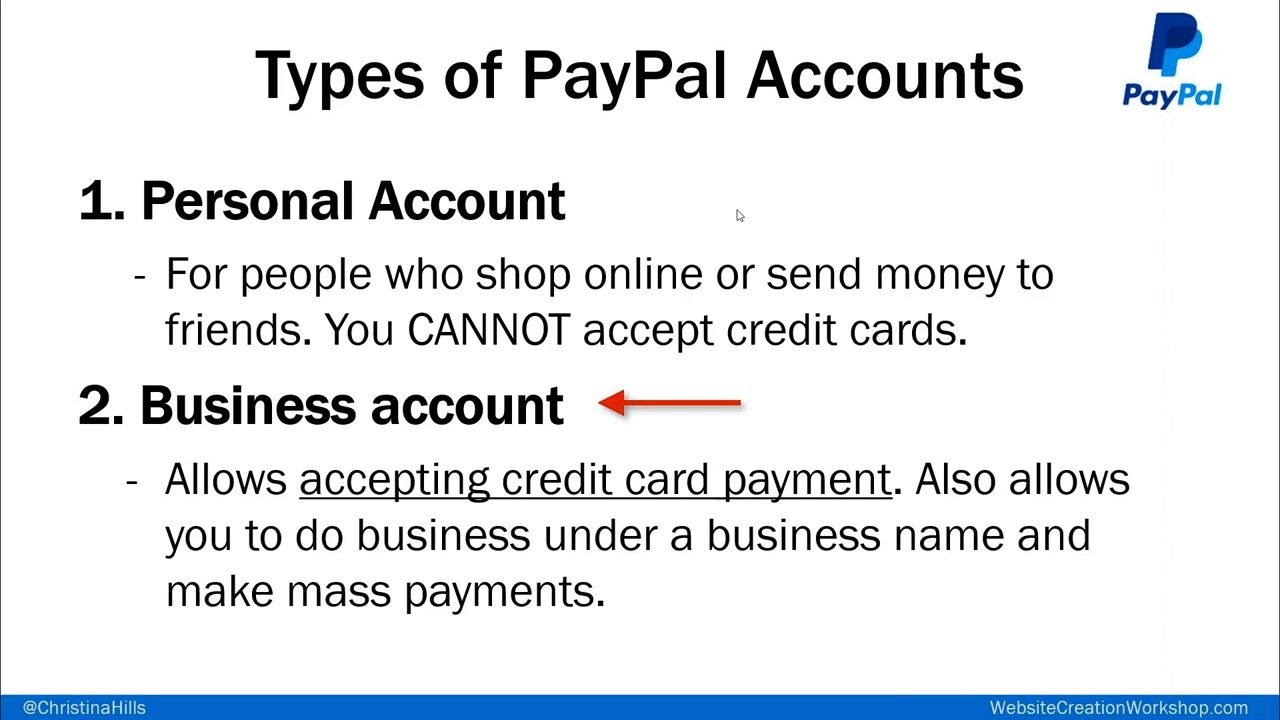 Types of PayPal Accounts
PayPal
1. Personal Account
- For people who shop online or send money to
friends. You CANNOT accept credit cards.
2. Business account
- Allows accepting credit card payment. Also allows
you to do business under a business name and
make mass payments.
@ChristinaHills
WebsiteCreationWorkshop.com